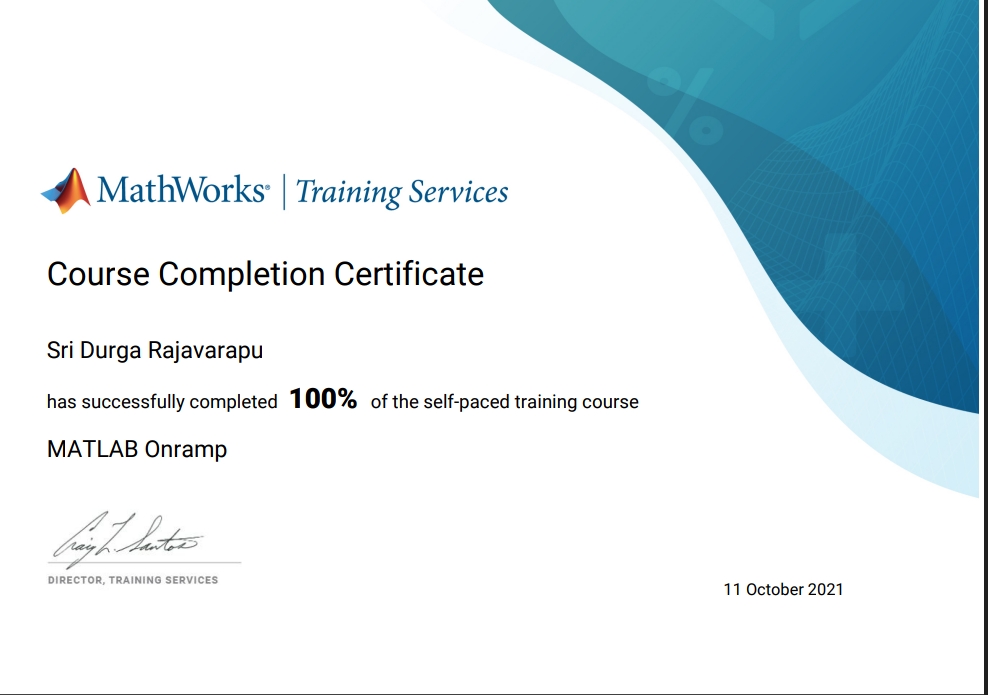 MathWorks® | Training Services
Course Completion Certificate
Sri Durga Rajavarapu
has successfully completed 100% of the self-paced training course
MATLAB Onramp
Craig L. Santos
DIRECTOR, TRAINING SERVICES
11 October 2021